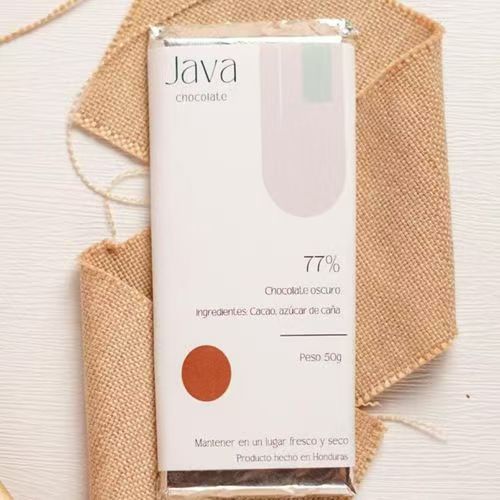 Java
chocolate
77%
Chocolate oscuro
Ingredientes: Cacao, azúcar de caña
Peso 50g
Mantener en un lugar fresco y seco
Producto hecho en Honduras